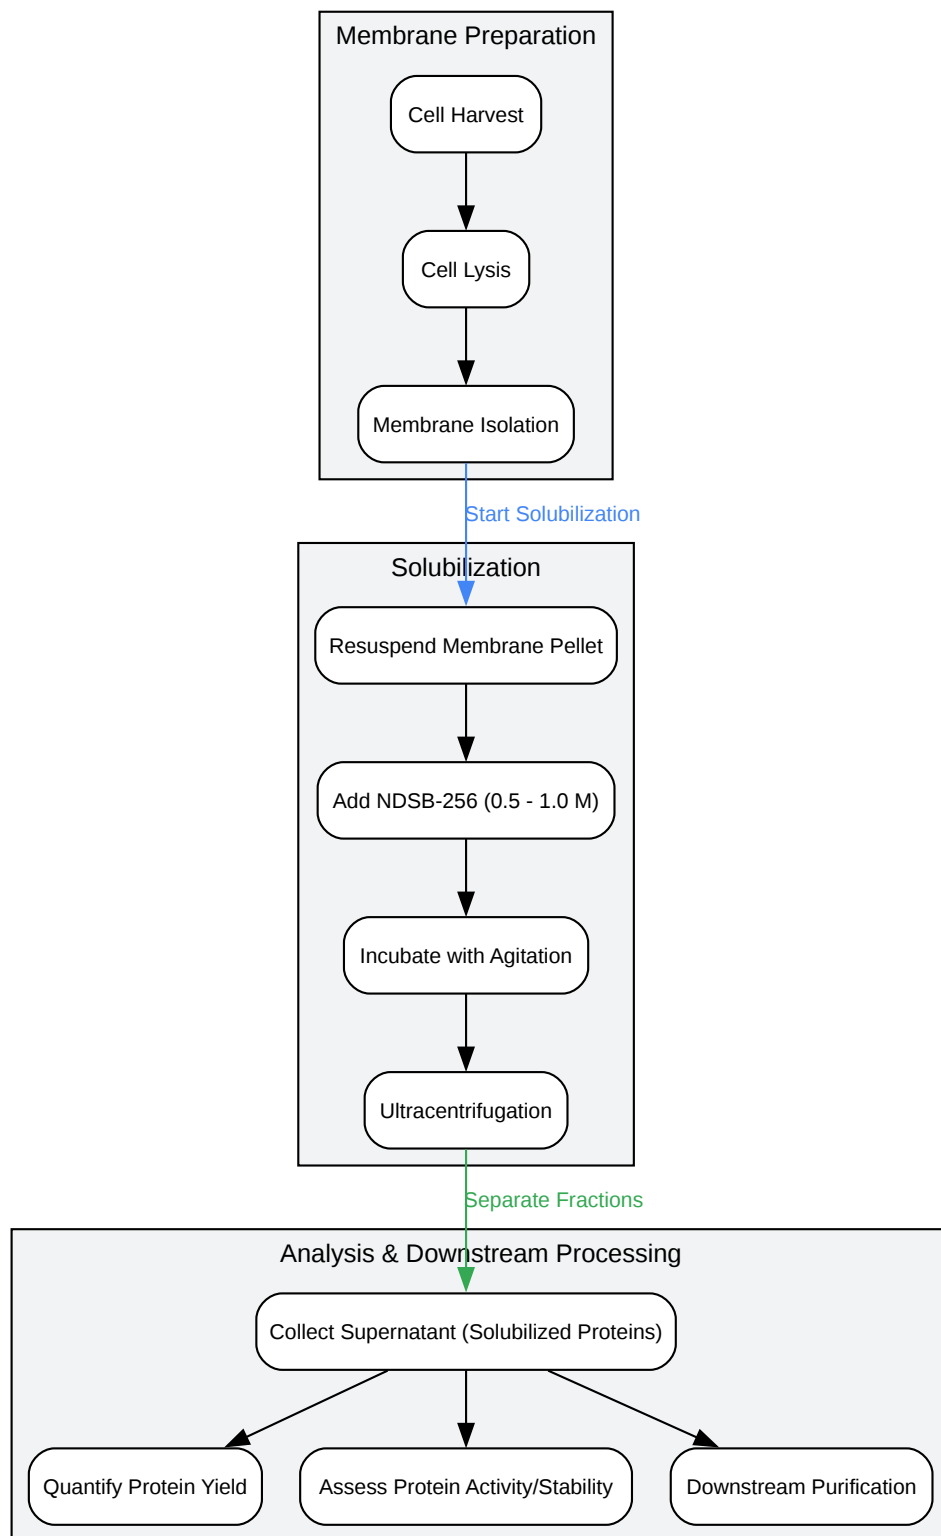 Membrane Preparation
Cell Harvest
Cell Lysis
Membrane Isolation
Start Solubilization
Solubilization
Resuspend Membrane Pellet
Add NDSB-256 (0.5 - 1.0 M)
Incubate with Agitation
Ultracentrifugation
Separate Fractions
Analysis & Downstream Processing
Collect Supernatant (Solubilized Proteins)
Quantify Protein Yield
Assess Protein Activity/Stability
Downstream Purification